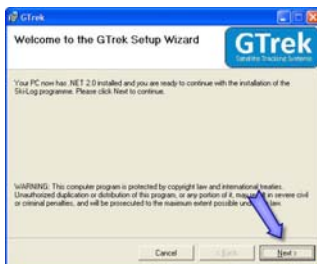 GTrek
Welcome to the GTrek Setup Wizard
GTrek
Satellite Tracking Systems
Your PC now has .NET 2.0 installed and you are ready to continue with the installation of the
Ski-Log programme. Please click Next to continue.
WARNING: This computer program is protected by copyright law and international treaties.
Unauthorized duplication or distribution of this program, or any portion of it, may result in severe civil
or criminal penalties, and will be prosecuted to the maximum extent possible under the law.
Cancel
< Back
Next >